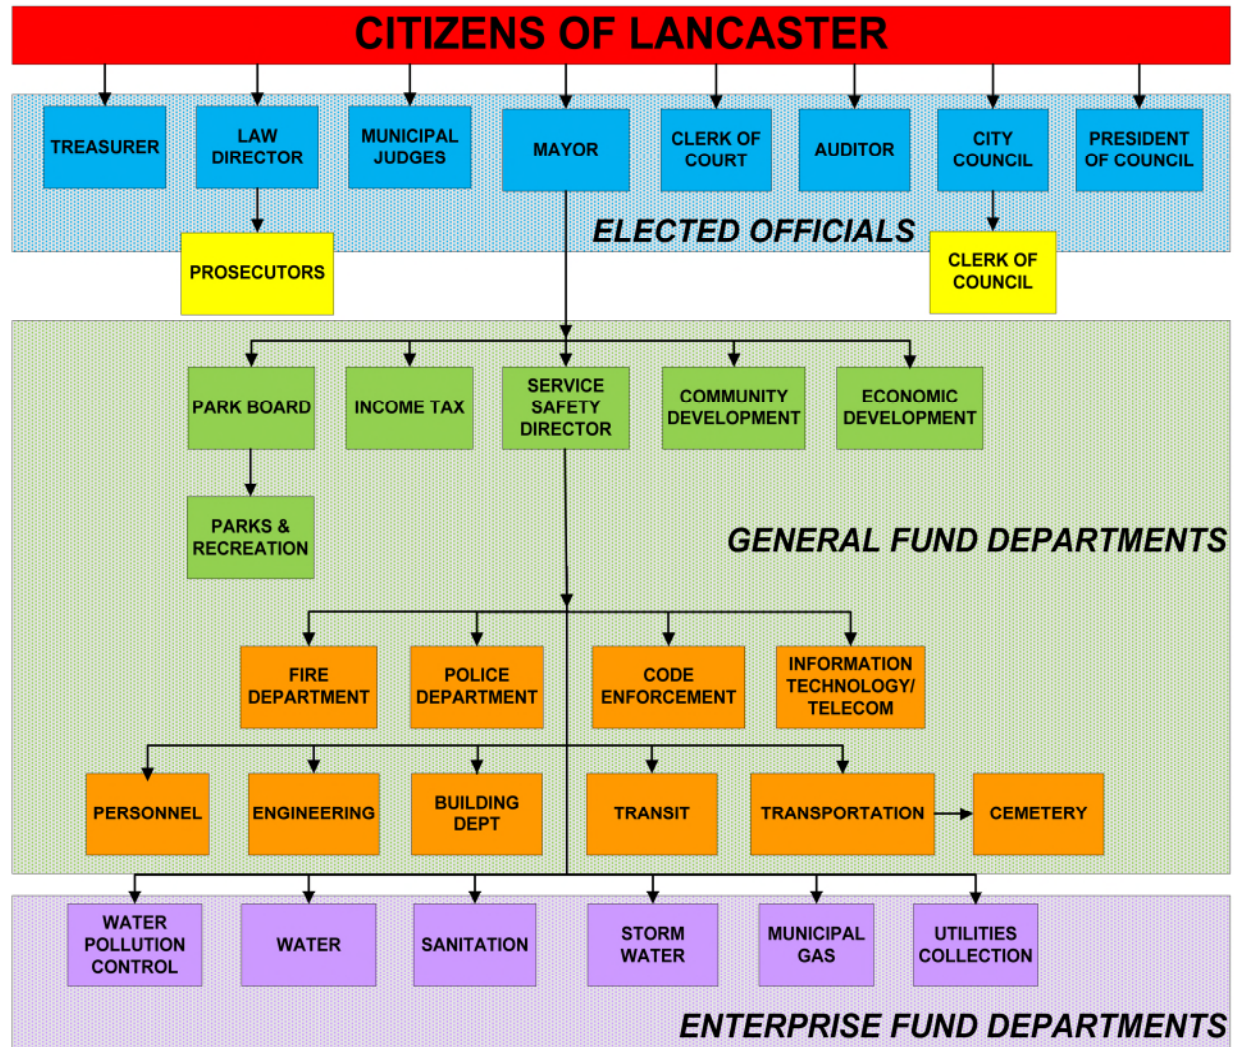 CITIZENS OF LANCASTER
TREASURER
LAW
DIRECTOR
MUNICIPAL
JUDGES
MAYOR
CLERK OF
COURT
AUDITOR
CITY
COUNCIL
PRESIDENT
OF COUNCIL
ELECTED OFFICIALS
PROSECUTORS
CLERK OF
COUNCIL
PARK BOARD
INCOME TAX
SERVICE
SAFETY
DIRECTOR
COMMUNITY
DEVELOPMENT
ECONOMIC
DEVELOPMENT
PARKS &
RECREATION
GENERAL FUND DEPARTMENTS
FIRE
DEPARTMENT
POLICE
DEPARTMENT
CODE
ENFORCEMENT
INFORMATION
TECHNOLOGY/
TELECOM
PERSONNEL
ENGINEERING
BUILDING
DEPT
TRANSIT
TRANSPORTATION
CEMETERY
WATER
POLLUTION
CONTROL
WATER
SANITATION
STORM
WATER
MUNICIPAL
GAS
UTILITIES
COLLECTION
ENTERPRISE FUND DEPARTMENTS